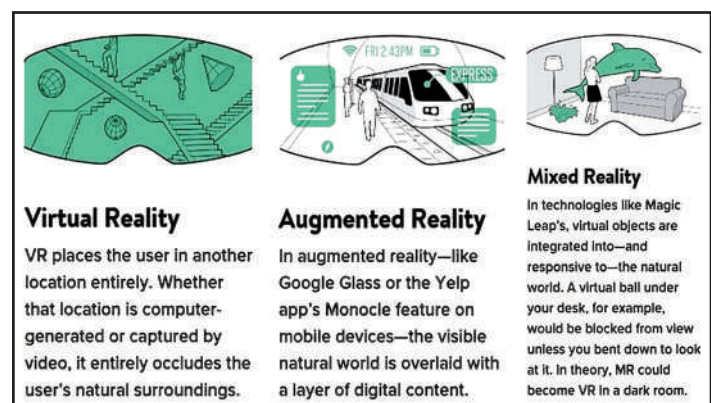 FRI 2:43PM
EXPRESS
Virtual Reality
VR places the user in another
location entirely. Whether
that location is computer-
generated or captured by
video, it entirely occludes the
user's natural surroundings.
Augmented Reality
In augmented reality—like
Google Glass or the Yelp
app's Monocle feature on
mobile devices—the visible
natural world is overlaid with
a layer of digital content.
Mixed Reality
In technologies like Magic
Leap's, virtual objects are
integrated into—and
responsive to—the natural
world. A virtual ball under
your desk, for example,
would be blocked from view
unless you bent down to look
at it. In theory, MR could
become VR in a dark room.